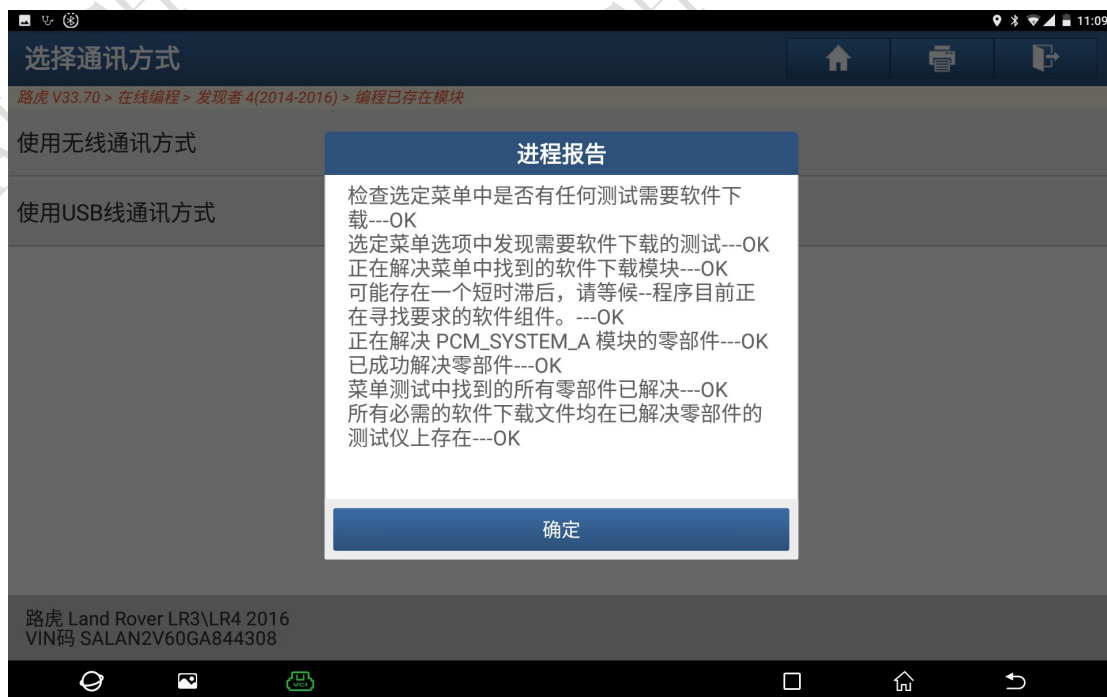 11:09
选择通讯方式
路虎 V33.70 > 在线编程 > 发现者 4(2014-2016) > 编程已存在模块
使用无线通讯方式
使用USB线通讯方式
进程报告
检查选定菜单中是否有任何测试需要软件下
载---OK
选定菜单选项中发现需要软件下载的测试---OK
正在解决菜单中找到的软件下载模块---OK
可能存在一个短时滞后，请等候--程序目前正
在寻找要求的软件组件。---OK
正在解决 PCM_SYSTEM_A 模块的零部件---OK
已成功解决零部件---OK
菜单测试中找到的所有零部件已解决---OK
所有必需的软件下载文件均在已解决零部件的
测试仪上存在---OK
确定
路虎 Land Rover LR3\LR4 2016
VIN码 SALAN2V60GA844308
VCI